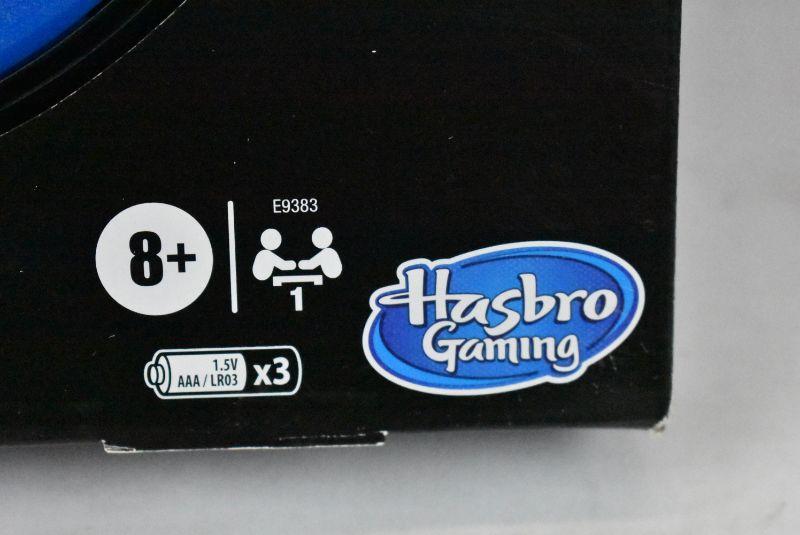 E9383
8+
1
1.5V
AAA / LR03
x3
Hasbro
Gaming